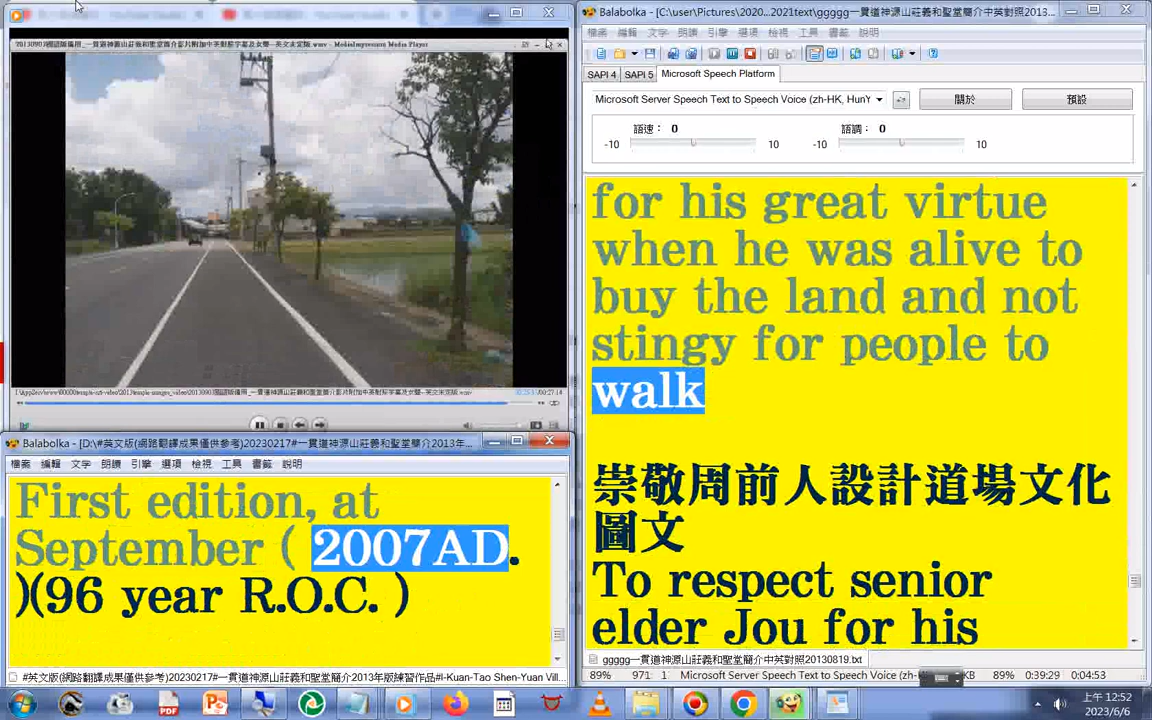 Balabolka - [C:\user\Pictures\2020... ...2021text\ggggg一貫道神源山莊義和聖堂簡介中英對照2013...
檔案 編輯 文字 朗讀 引擎 選項 檢視 工具 書籤 說明
SAPI 4 SAPI 5 Microsoft Speech Platform
Microsoft Server Speech Text to Speech Voice (zh-HK, HunY
關於
預設
語速： 0
語調： 0
-10 10 -10 10
for his great virtue
when he was alive to
buy the land and not
stingy for people to
walk
崇敬周前人設計道場文化
圖文
To respect senior
elder Jou for his
ggggg一貫道神源山莊義和聖堂簡介中英對照20130819.txt
89% 971 1 Microsoft Server Speech Text to Speech Voice (zh- KB 89% 0:39:29 0:04:53
Balabolka - [D:\#英文版(網路翻譯成果僅供參考)20230217#一貫道神源山莊義和聖堂簡介2013年...
檔案 編輯 文字 朗讀 引擎 選項 檢視 工具 書籤 說明
First edition, at
September ( 2007AD.
)(96 year R.O.C. )
#英文版(網路翻譯成果僅供參考)20230217#一貫道神源山莊義和聖堂簡介2013年版練習作品#I-Kuan-Tao Shen-Yuan Vill...
上午 12:52
2023/6/6